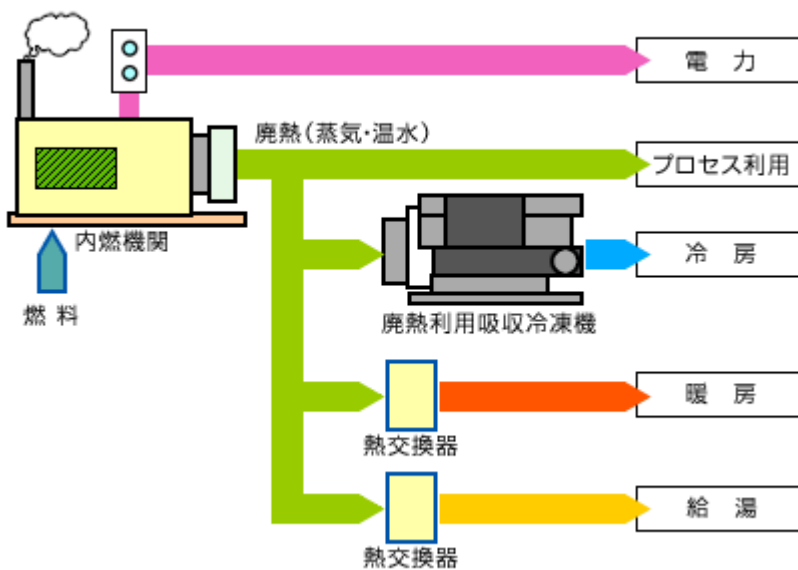 電 力
廃熱(蒸気・温水)
プロセス利用
内燃機関
燃 料
冷 房
廃熱利用吸収冷凍機
暖 房
熱交換器
給 湯
熱交換器